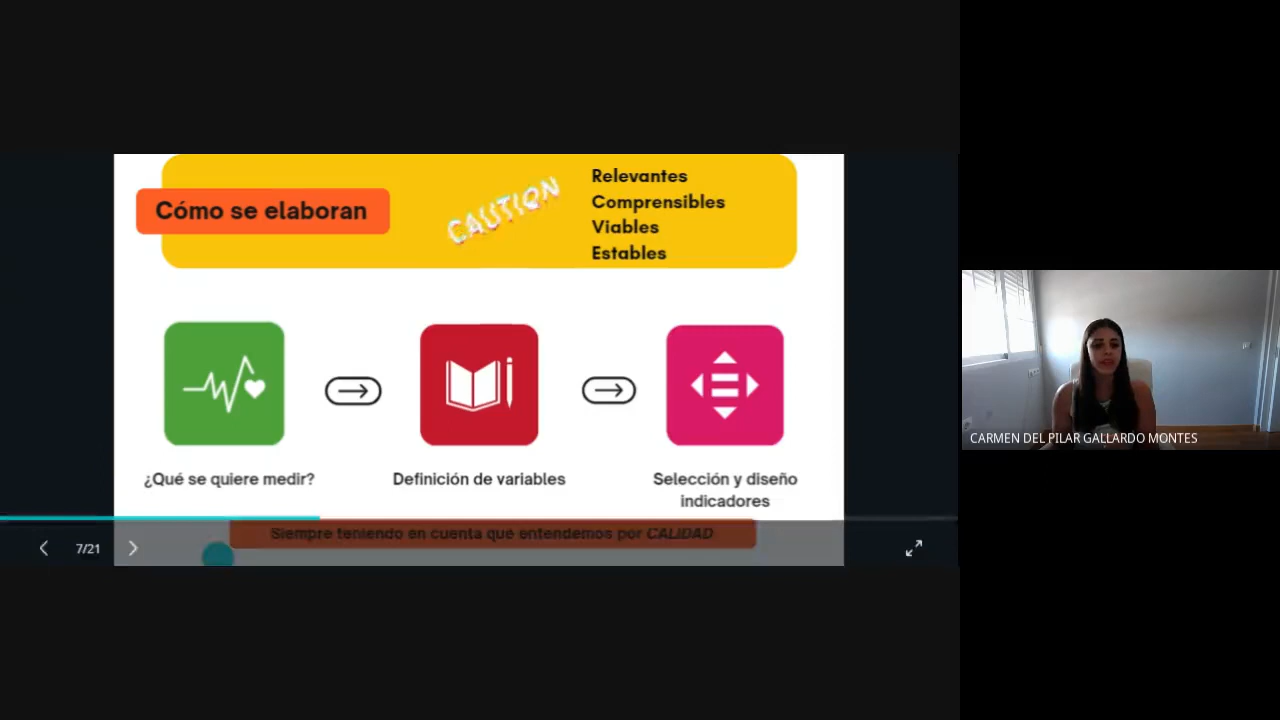 Cómo se elaboran
CAUTION
Relevantes
Comprensibles
Viables
Estables
¿Qué se quiere medir?
Definición de variables
Selección y diseño
indicadores
Siempre teniendo en cuenta que entendemos por CALIDAD
7/21
CARMEN DEL PILAR GALLARDO MONTES